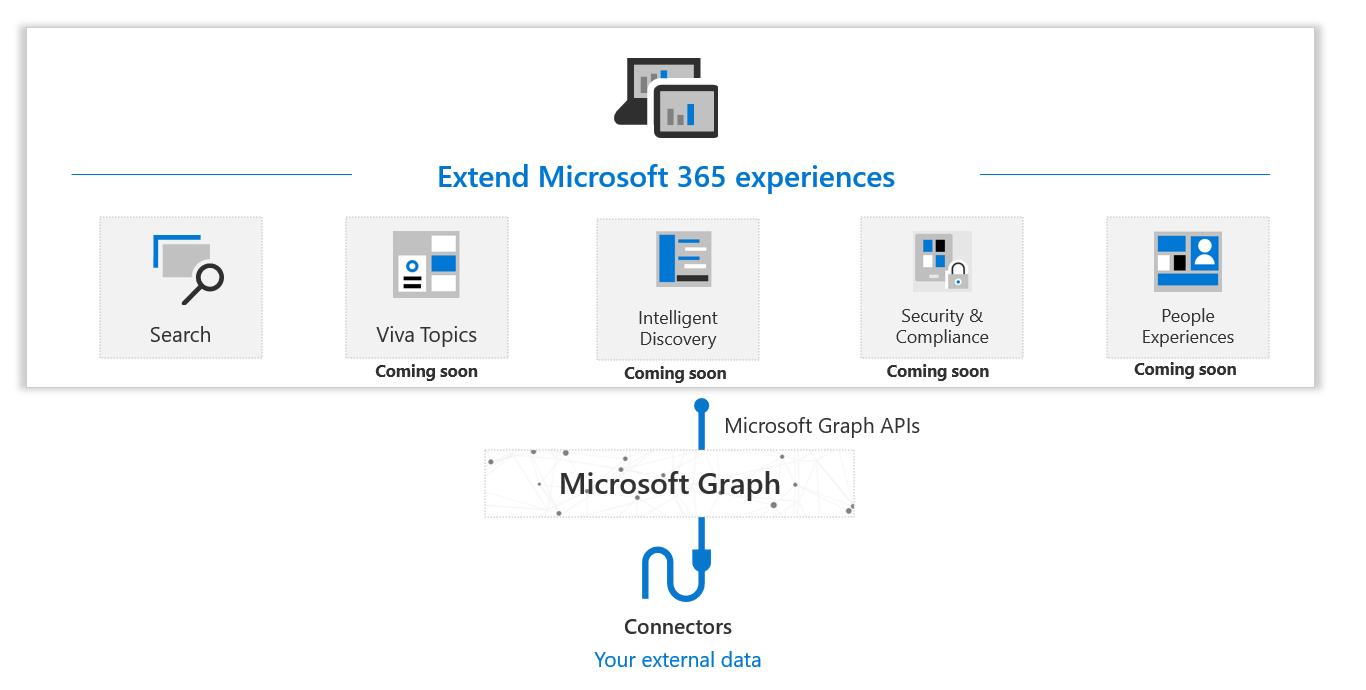 Extend Microsoft 365 experiences
Search
Viva Topics
Coming soon
Intelligent
Discovery
Coming soon
Security &
Compliance
Coming soon
People
Experiences
Coming soon
Microsoft Graph APIs
Microsoft Graph
Connectors
Your external data